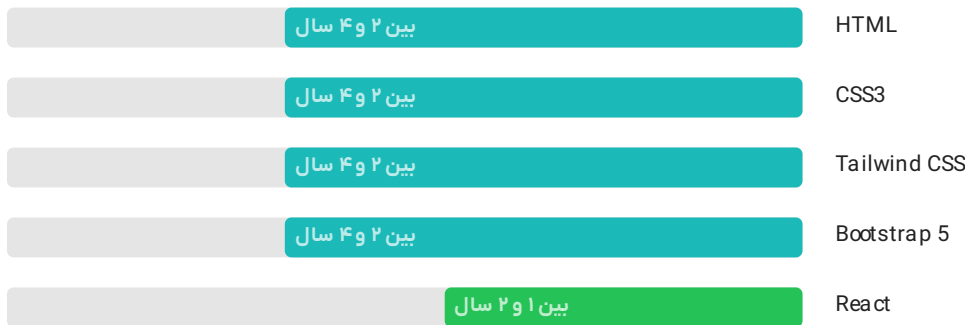 HTML
بین ۲ و ۴ سال
CSS3
بین ۲ و ۴ سال
Tailwind CSS
بین ۲ و ۴ سال
Bootstrap 5
بین ۲ و ۴ سال
React
بین ۱ و ۲ سال